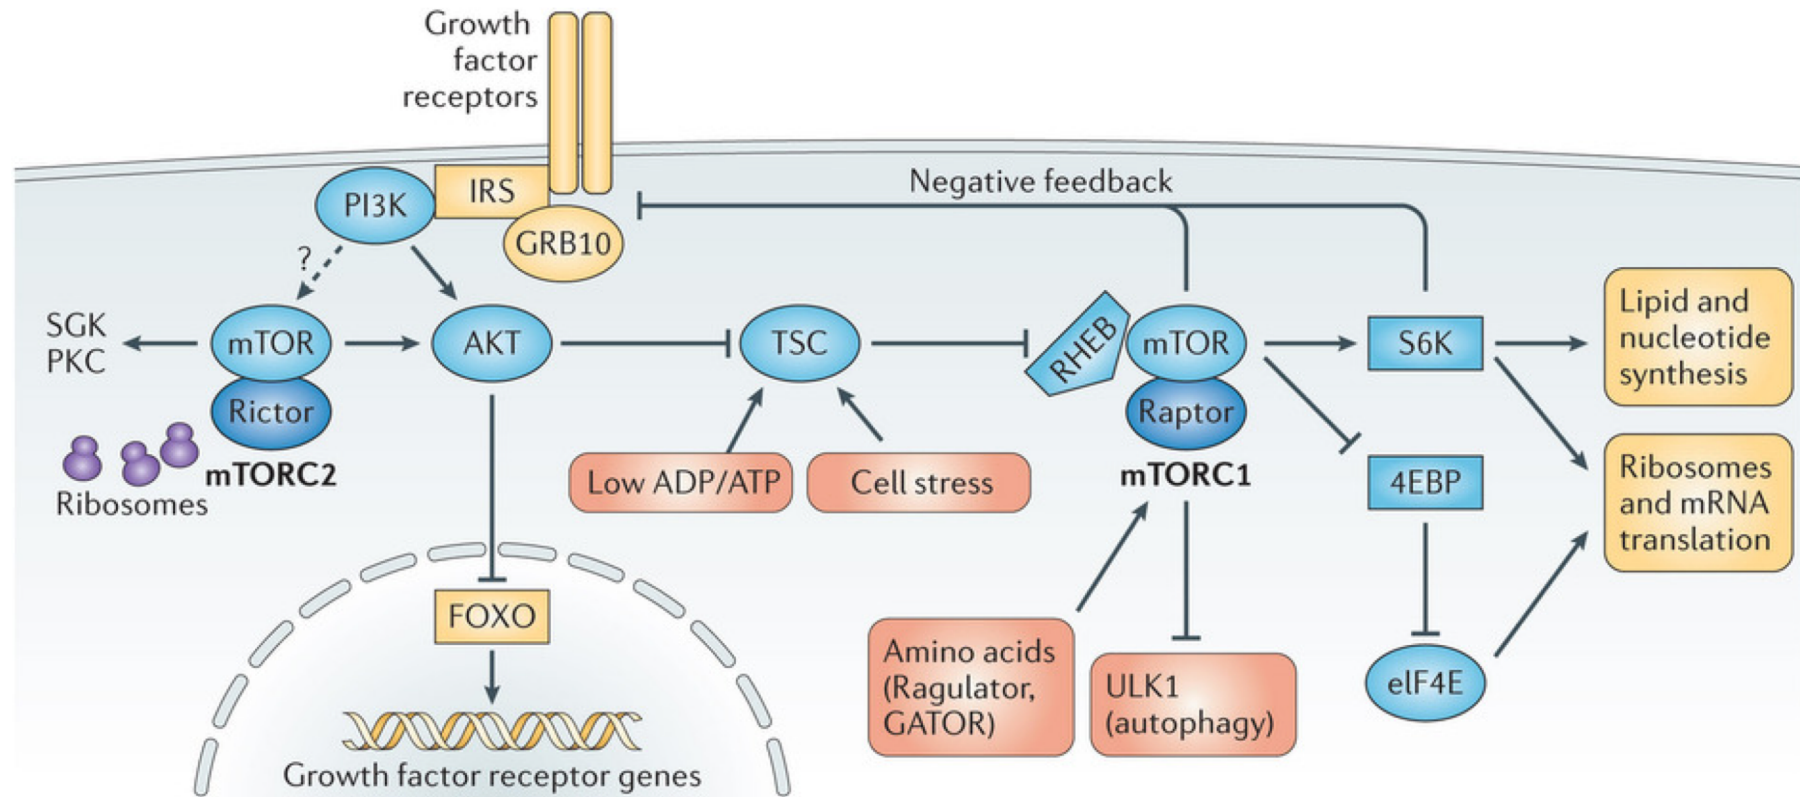 Growth
factor
receptors
PI3K
IRS
GRB10
Negative feedback
?
SGK
PKC
mTOR
Rictor
mTORC2
Ribosomes
AKT
TSC
RHEB
mTOR
Raptor
mTORC1
S6K
Lipid and
nucleotide
synthesis
Low ADP/ATP
Cell stress
4EBP
Ribosomes
and mRNA
translation
FOXO
Amino acids
(Ragulator,
GATOR)
ULK1
(autophagy)
eIF4E
Growth factor receptor genes